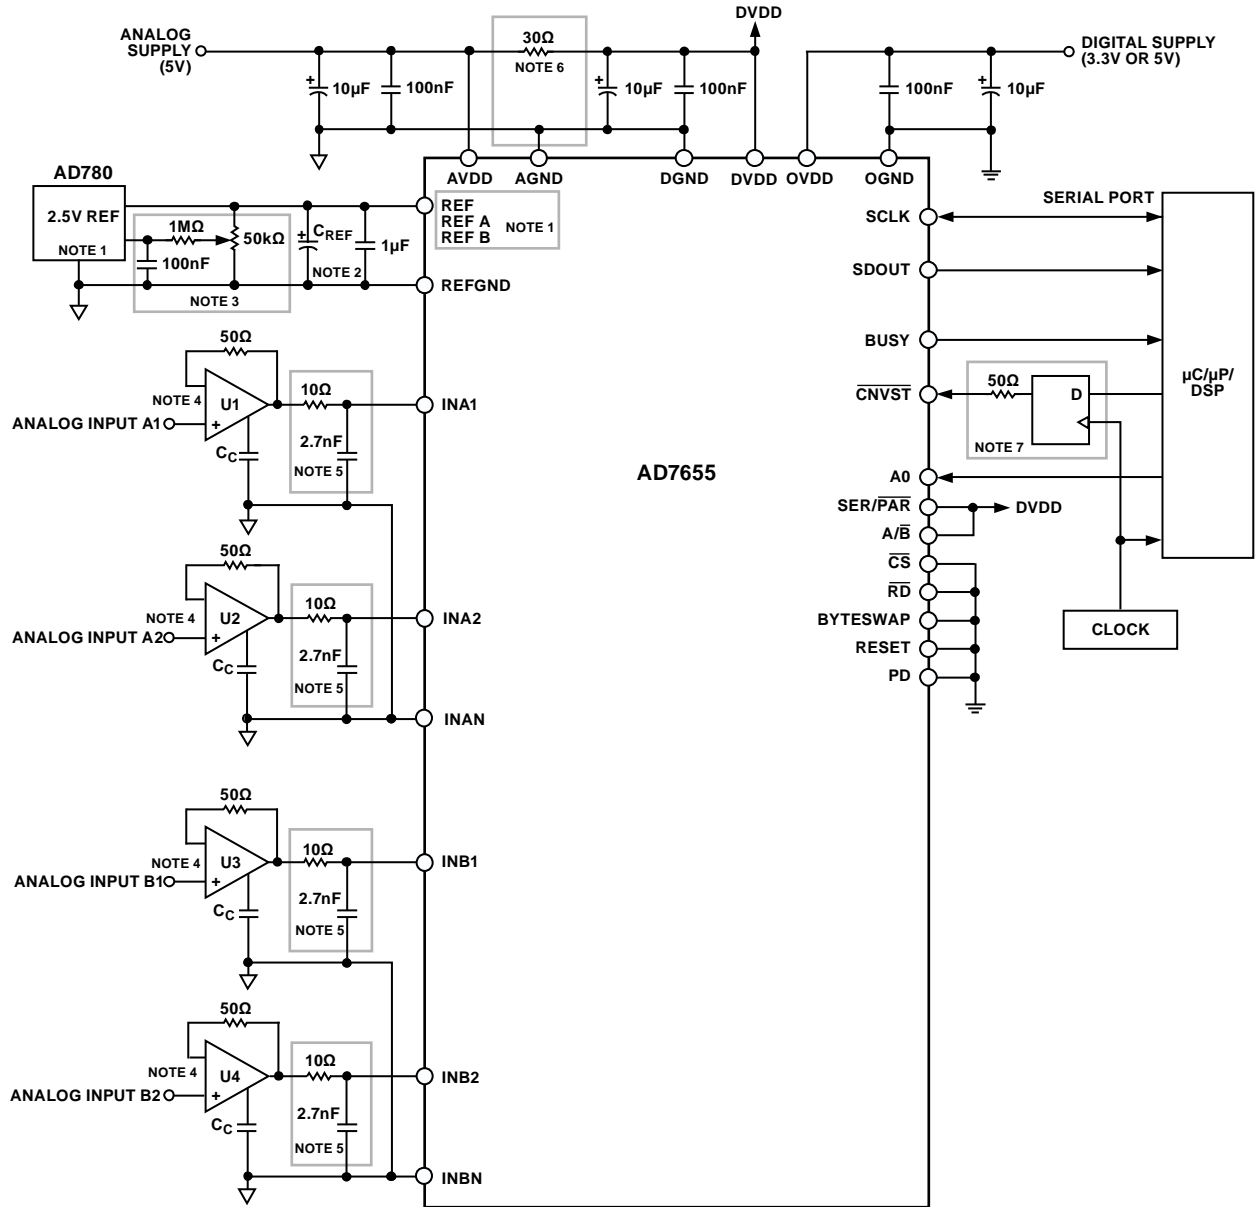 ANALOG
SUPPLY
(5V)
30Ω
NOTE 6
DVDD
DIGITAL SUPPLY
(3.3V OR 5V)
+
10µF
100nF
+
10µF
100nF
100nF
+
10µF
AVDD
AGND
DGND
DVDD
OVDD
OGND
AD780
2.5V REF
NOTE 1
1MΩ
50kΩ
100nF
NOTE 3
+
CREF
NOTE 2
1µF
REF
REF A
REF B
NOTE 1
REFGND
SCLK
SERIAL PORT
SDOUT
BUSY
CNVST
50Ω
D
NOTE 7
µC/µP/
DSP
A0
SER/PAR
DVDD
A/B
CS
RD
BYTESWAP
RESET
PD
CLOCK
AD7655
50Ω
NOTE 4
U1
+
ANALOG INPUT A1
CC
10Ω
2.7nF
NOTE 5
INA1
50Ω
NOTE 4
U2
+
ANALOG INPUT A2
CC
10Ω
2.7nF
NOTE 5
INA2
INAN
50Ω
NOTE 4
U3
+
ANALOG INPUT B1
CC
10Ω
2.7nF
NOTE 5
INB1
50Ω
NOTE 4
U4
+
ANALOG INPUT B2
CC
10Ω
2.7nF
NOTE 5
INB2
INBN